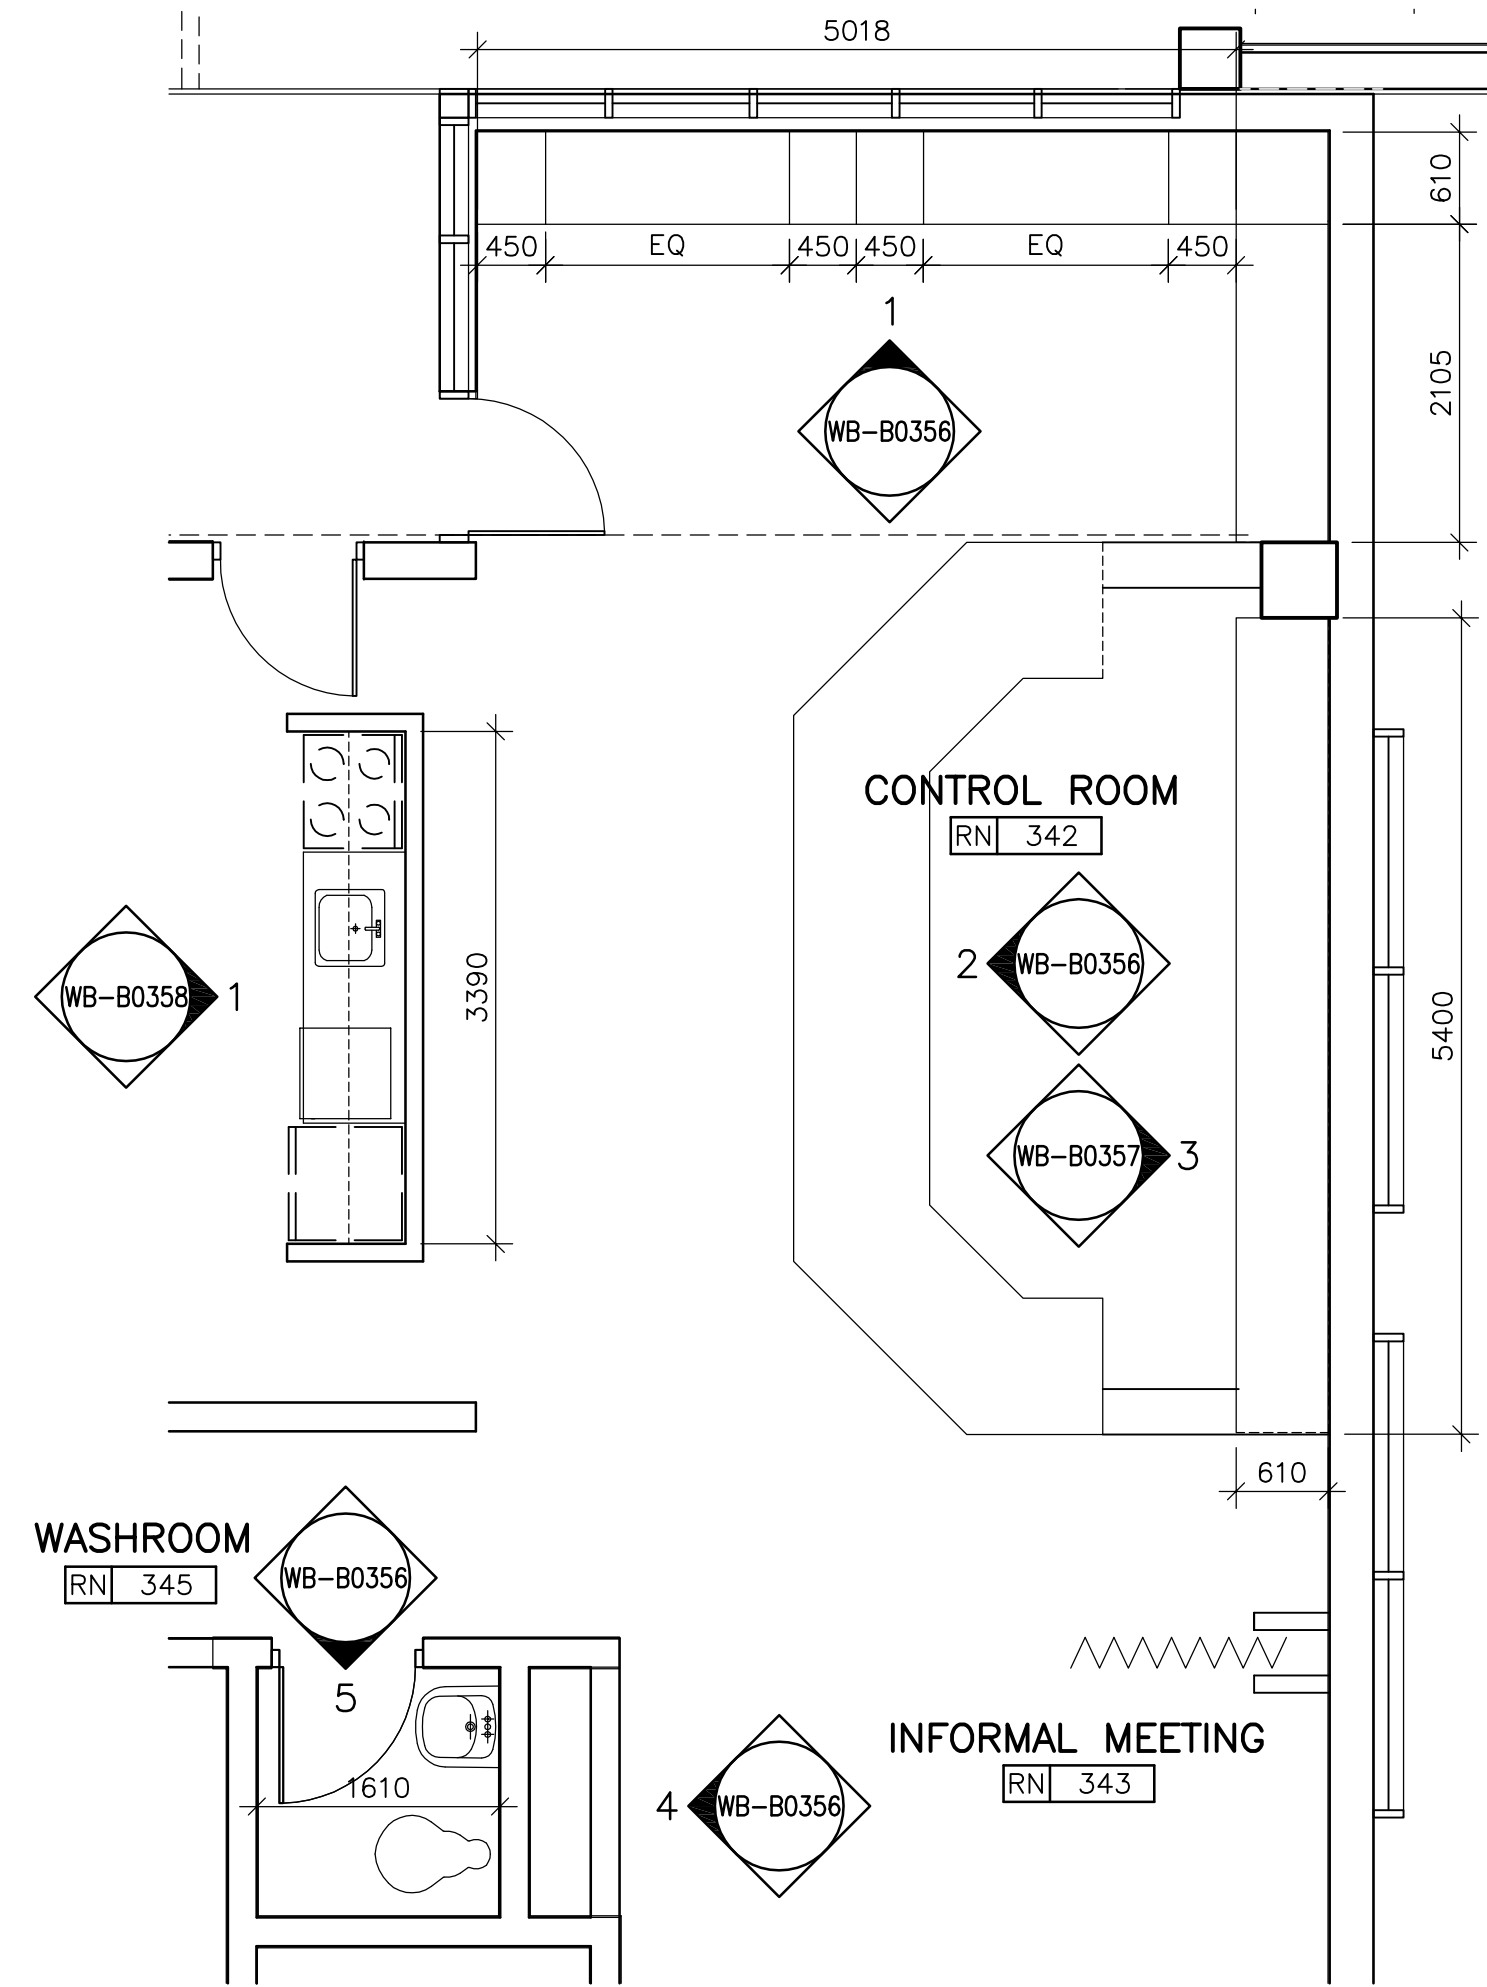 5018
610
450 EQ 450 450 EQ 450
1
2105
WB-B0356
CONTROL ROOM
RN 342
3390
2 WB-B0356
WB-B0358 1
5400
WB-B0357 3
610
WASHROOM
RN 345
WB-B0356
5
INFORMAL MEETING
RN 343
1610
4 WB-B0356